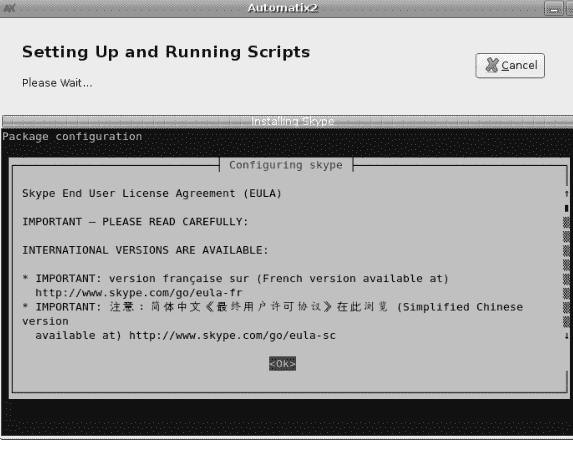 Automatix2
Setting Up and Running Scripts
Cancel
Please Wait...
Installing Skype
Package configuration
Configuring skype
Skype End User License Agreement (EULA)
IMPORTANT – PLEASE READ CAREFULLY:
INTERNATIONAL VERSIONS ARE AVAILABLE:
* IMPORTANT: version française sur (French version available at)
http://www.skype.com/go/eula-fr
* IMPORTANT: 注意：简体中文《最终用户许可协议》在此浏览 (Simplified Chinese
version
available at) http://www.skype.com/go/eula-sc
<Ok>